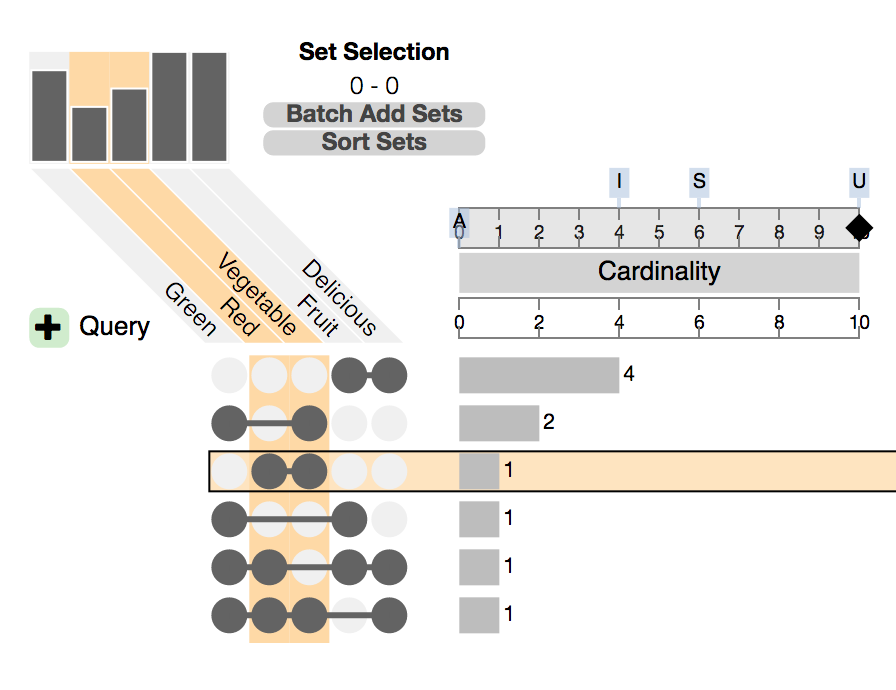 Set Selection
0 - 0
Batch Add Sets
Sort Sets
I S U
A
0 1 2 3 4 5 6 7 8 9
Cardinality
0 2 4 6 8 10
Green
Red
Vegetable
Fruit
Delicious
Query
4
2
1
1
1
1